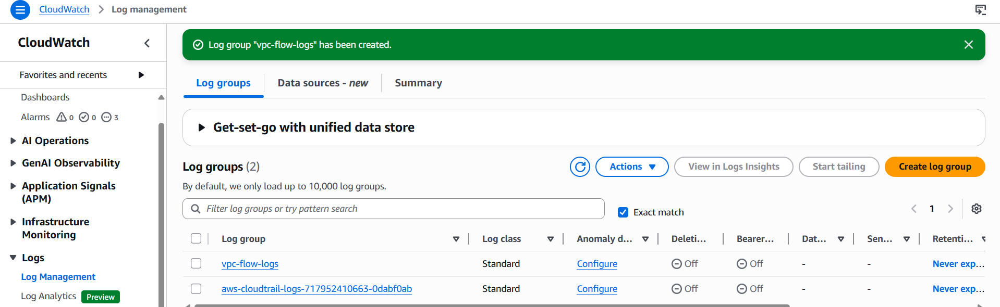 CloudWatch > Log management
CloudWatch
Favorites and recents
Dashboards
Alarms 0 0 3
AI Operations
GenAI Observability
Application Signals
(APM)
Infrastructure
Monitoring
Logs
Log Management
Log Analytics Preview
Log group "vpc-flow-logs" has been created.
Log groups Data sources - new Summary
Get-set-go with unified data store
Log groups (2) Actions View in Logs Insights Start tailing Create log group
By default, we only load up to 10,000 log groups.
Filter log groups or try pattern search Exact match 1
Log group Log class Anomaly d... Deleti... Bearer... Dat... Sen... Retenti...
vpc-flow-logs Standard Configure Off Off - - Never exp...
aws-cloudtrail-logs-717952410663-0dabf0ab Standard Configure Off Off - - Never exp...